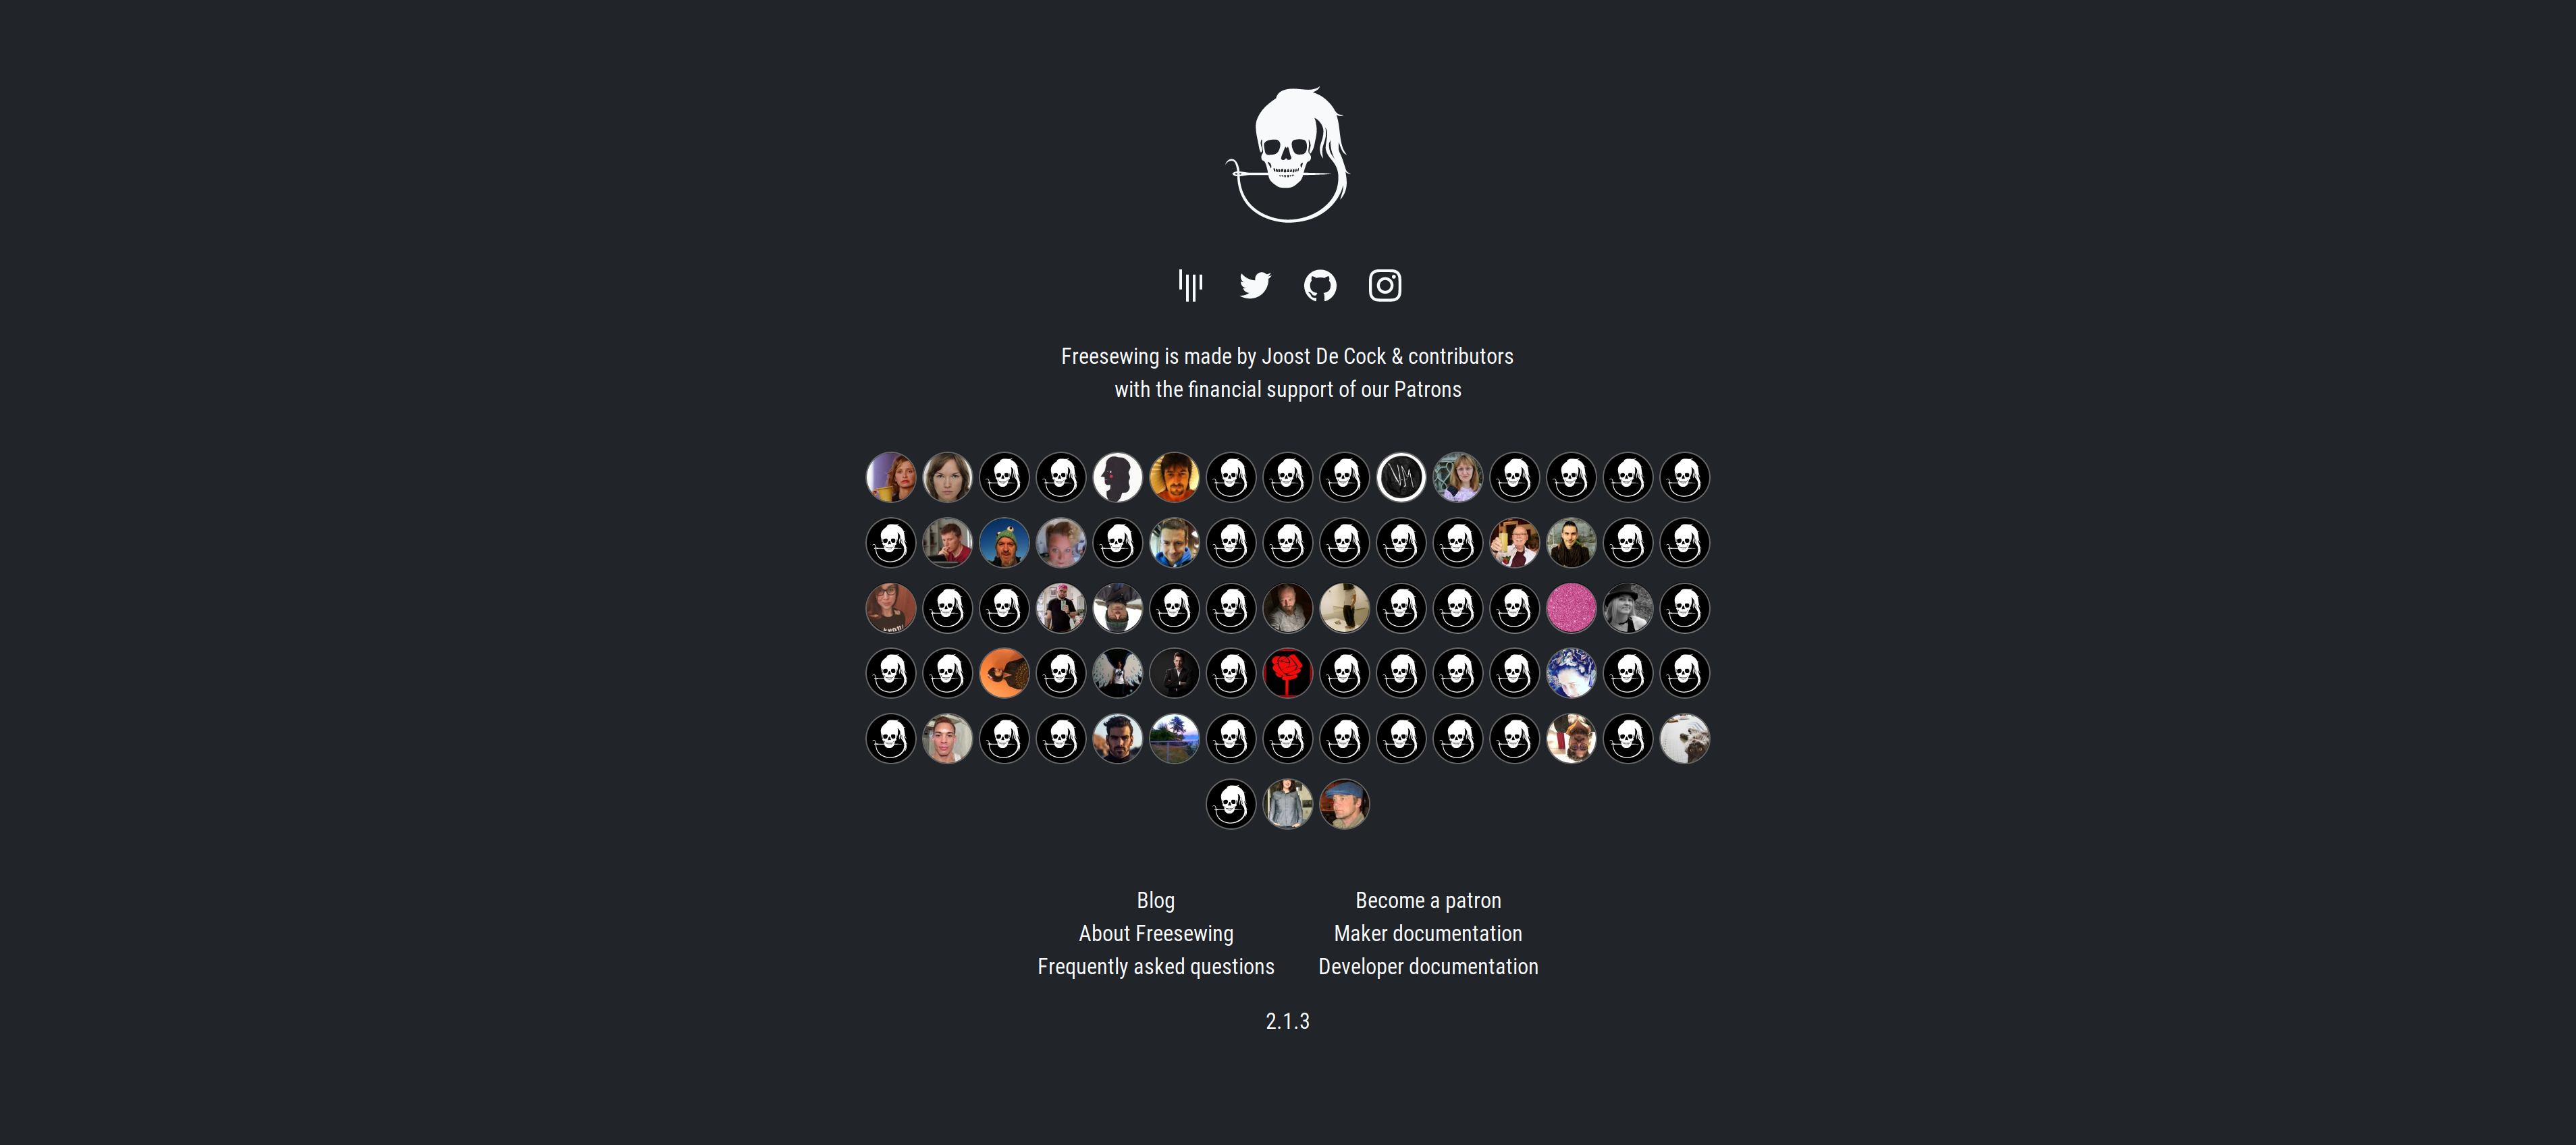 Freesewing is made by Joost De Cock & contributors
with the financial support of our Patrons
Blog
Become a patron
About Freesewing
Maker documentation
Frequently asked questions
Developer documentation
2.1.3